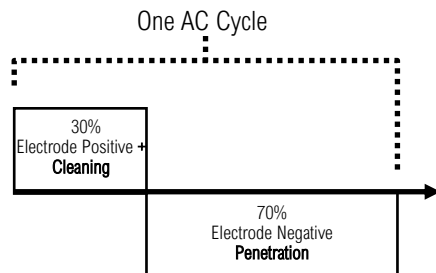 One AC Cycle
30%
Electrode Positive +
Cleaning
70%
Electrode Negative
Penetration